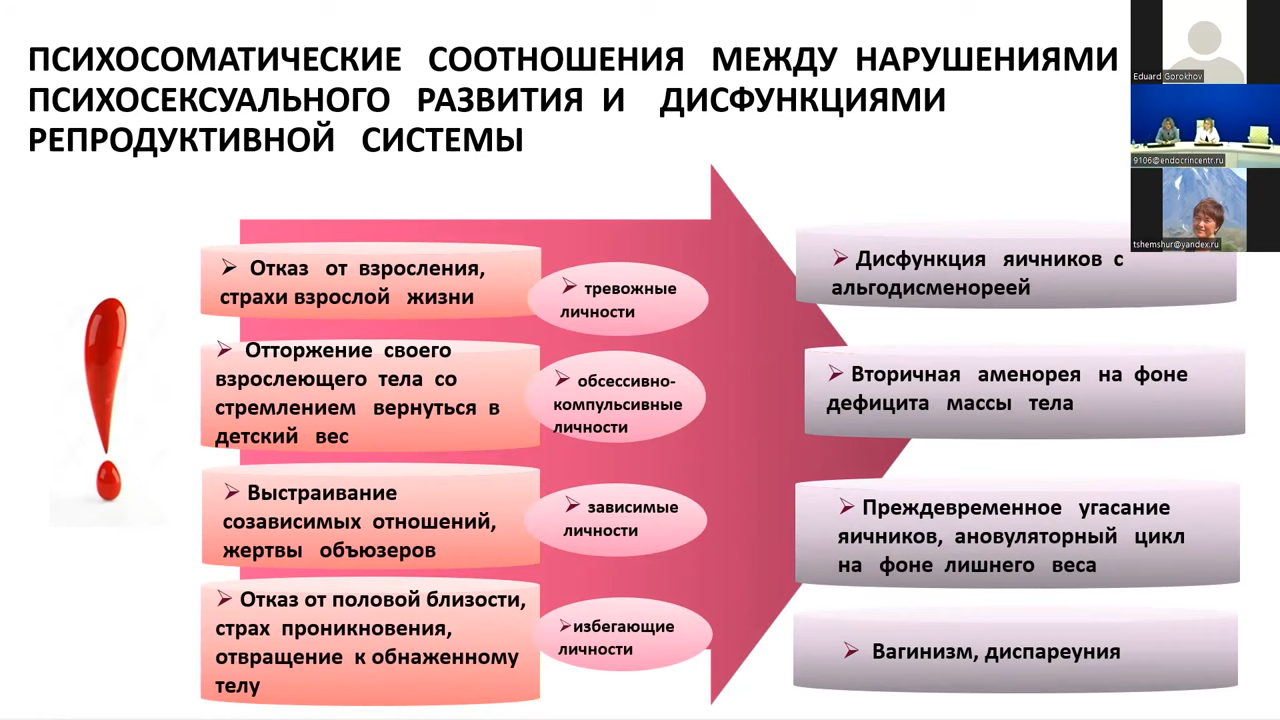 ПСИХОСОМАТИЧЕСКИЕ СООТНОШЕНИЯ МЕЖДУ НАРУШЕНИЯМИ
ПСИХОСЕКСУАЛЬНОГО РАЗВИТИЯ И ДИСФУНКЦИЯМИ
РЕПРОДУКТИВНОЙ СИСТЕМЫ
Отказ от взросления,
страхи взрослой жизни
Отторжение своего
взрослеющего тела со
стремлением вернуться в
детский вес
Выстраивание
созависимых отношений,
жертвы объюзеров
Отказ от половой близости,
страх проникновения,
отвращение к обнаженному
телу
тревожные
личности
обсессивно-
компульсивные
личности
зависимые
личности
избегающие
личности
Дисфункция яичников с
альгодисменореей
Вторичная аменорея на фоне
дефицита массы тела
Преждевременное угасание
яичников, ановуляторный цикл
на фоне лишнего веса
Вагинизм, диспареуния
Eduard Gorokhov
9106@endocrincentr.ru
tshemshur@yandex.ru